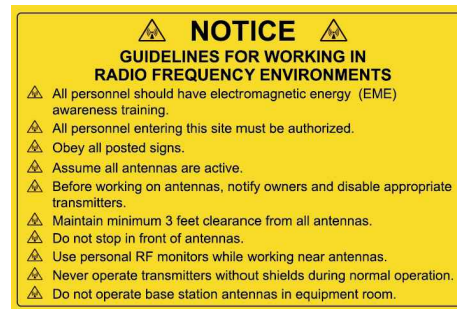 NOTICE
GUIDELINES FOR WORKING IN
RADIO FREQUENCY ENVIRONMENTS
All personnel should have electromagnetic energy (EME)
awareness training.
All personnel entering this site must be authorized.
Obey all posted signs.
Assume all antennas are active.
Before working on antennas, notify owners and disable appropriate
transmitters.
Maintain minimum 3 feet clearance from all antennas.
Do not stop in front of antennas.
Use personal RF monitors while working near antennas.
Never operate transmitters without shields during normal operation.
Do not operate base station antennas in equipment room.